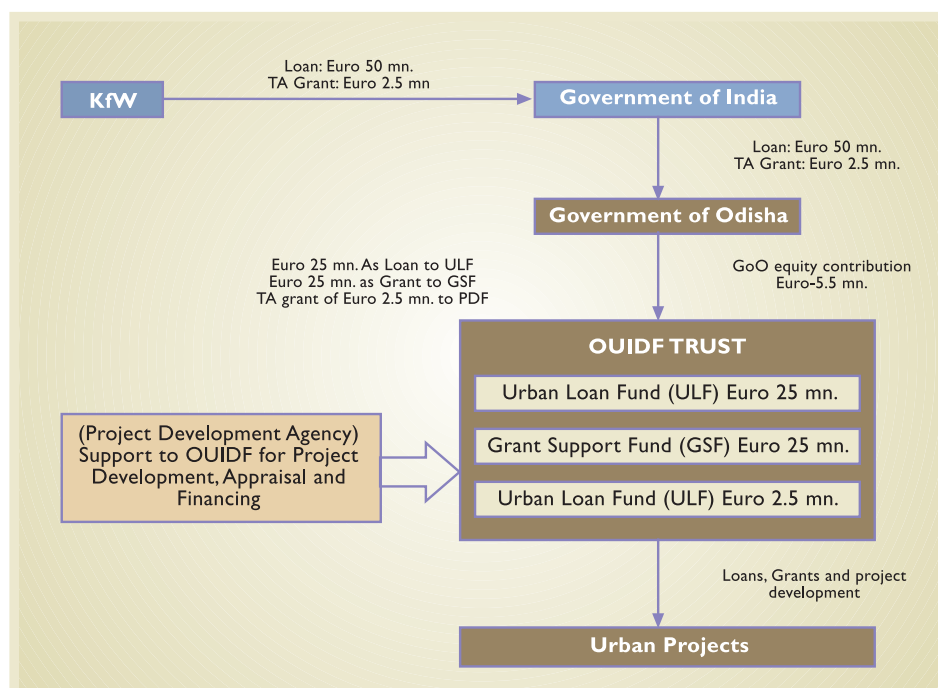 Loan: Euro 50 mn.
TA Grant: Euro 2.5 mn
KfW
Government of India
Loan: Euro 50 mn.
TA Grant: Euro 2.5 mn.
Government of Odisha
Euro 25 mn. As Loan to ULF
Euro 25 mn. as Grant to GSF
TA grant of Euro 2.5 mn. to PDF
GoO equity contribution
Euro-5.5 mn.
OUIDF TRUST
Urban Loan Fund (ULF) Euro 25 mn.
Grant Support Fund (GSF) Euro 25 mn.
Urban Loan Fund (ULF) Euro 2.5 mn.
(Project Development Agency)
Support to OUIDF for Project
Development, Appraisal and
Financing
Loans, Grants and project
development
Urban Projects